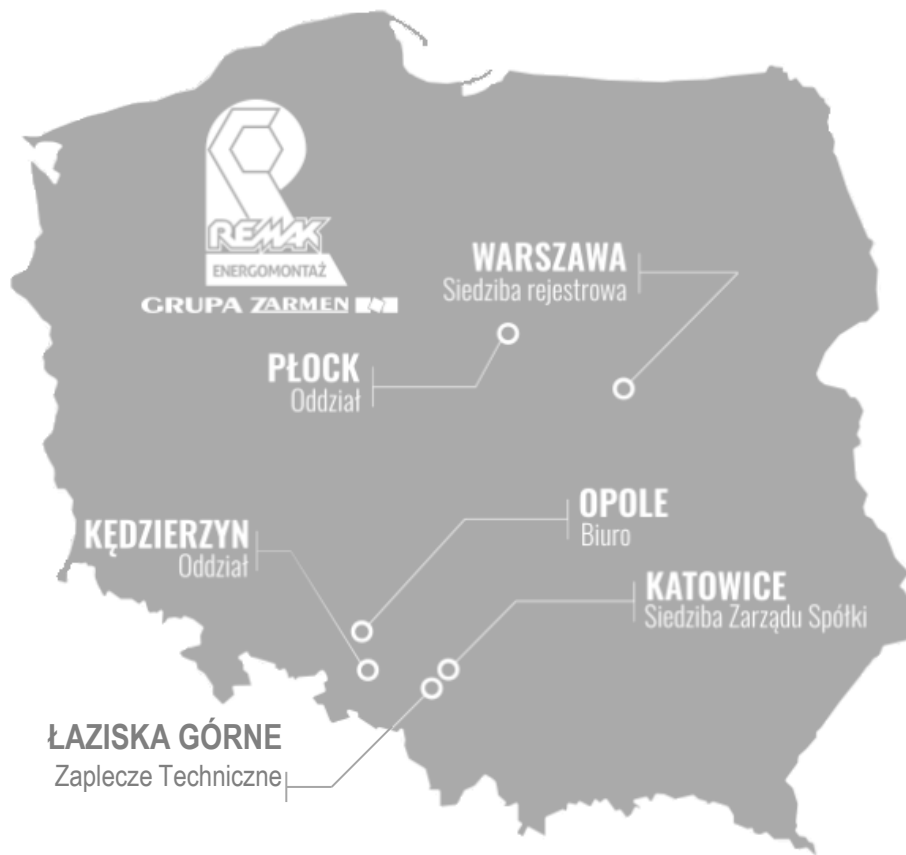 REMAK
ENERGOMONTAŻ
GRUPA ZARMEN
WARSZAWA
Siedziba rejestrowa
PŁOCK
Oddział
OPOLE
Biuro
KĘDZIERZYN
Oddział
KATOWICE
Siedziba Zarządu Spółki
ŁAZISKA GÓRNE
Zaplecze Techniczne